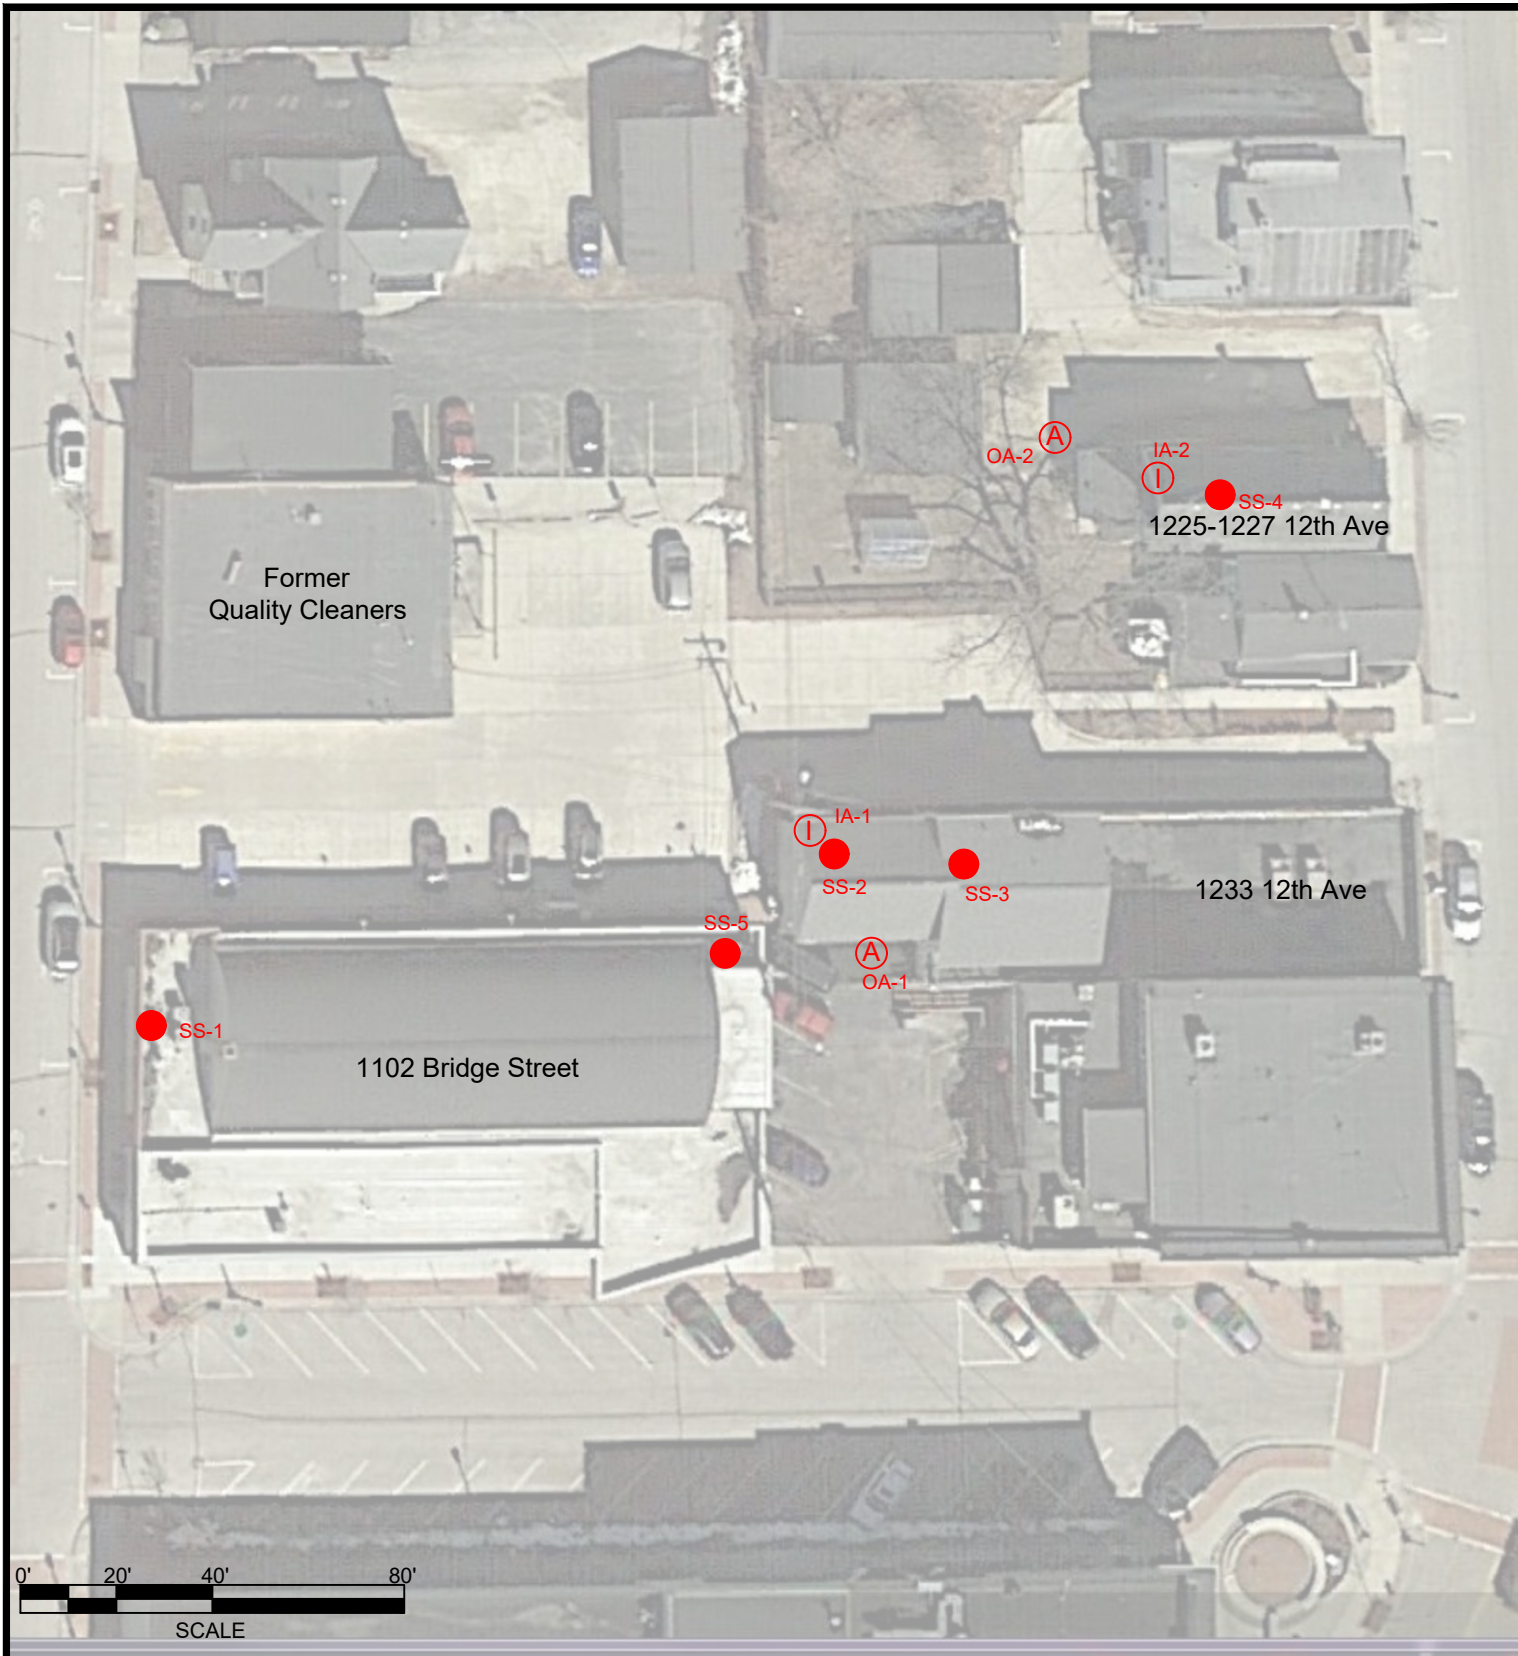 A
OA-2
IA-2
I
SS-4
1225-1227 12th Ave
Former
Quality Cleaners
IA-1
I
SS-2
SS-3
1233 12th Ave
SS-5
A
OA-1
SS-1
1102 Bridge Street
0' 20' 40' 80'
SCALE